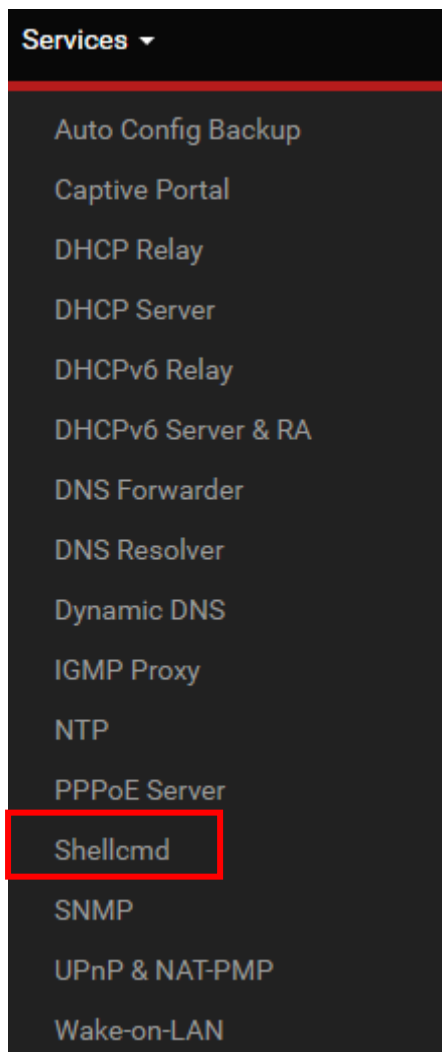 Services
Auto Config Backup
Captive Portal
DHCP Relay
DHCP Server
DHCPv6 Relay
DHCPv6 Server & RA
DNS Forwarder
DNS Resolver
Dynamic DNS
IGMP Proxy
NTP
PPPoE Server
Shellcmd
SNMP
UPnP & NAT-PMP
Wake-on-LAN